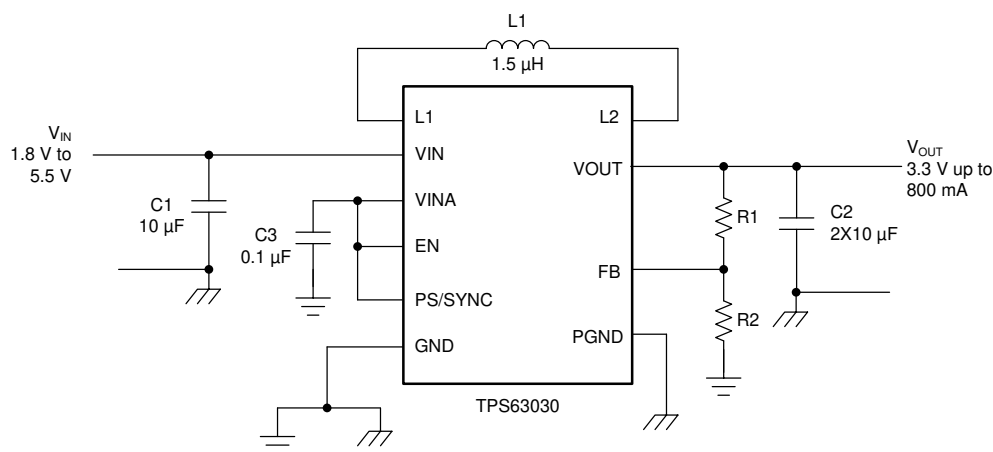 L1
1.5 µH
L1
L2
V_IN
1.8 V to
5.5 V
VIN
VOUT
V_OUT
3.3 V up to
800 mA
C1
10 µF
VINA
R1
C2
2X10 µF
C3
0.1 µF
EN
FB
PS/SYNC
R2
GND
PGND
TPS63030